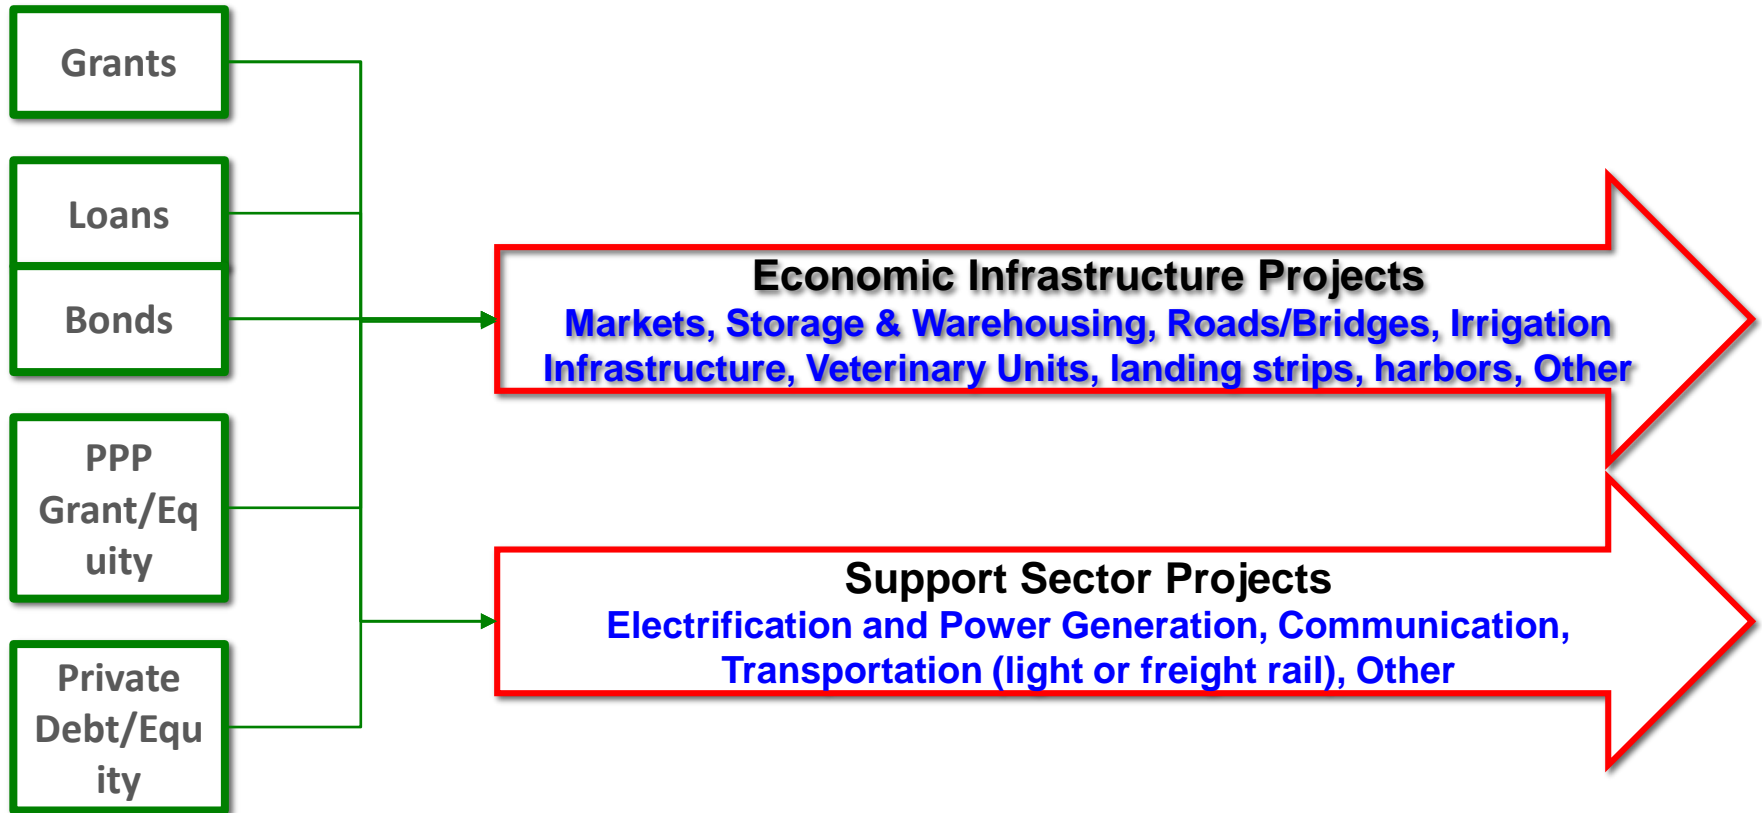 Grants
Loans
Bonds
PPP
Grant/Eq
uity
Private
Debt/Equ
ity
Economic Infrastructure Projects
Markets, Storage & Warehousing, Roads/Bridges, Irrigation
Infrastructure, Veterinary Units, landing strips, harbors, Other
Support Sector Projects
Electrification and Power Generation, Communication,
Transportation (light or freight rail), Other